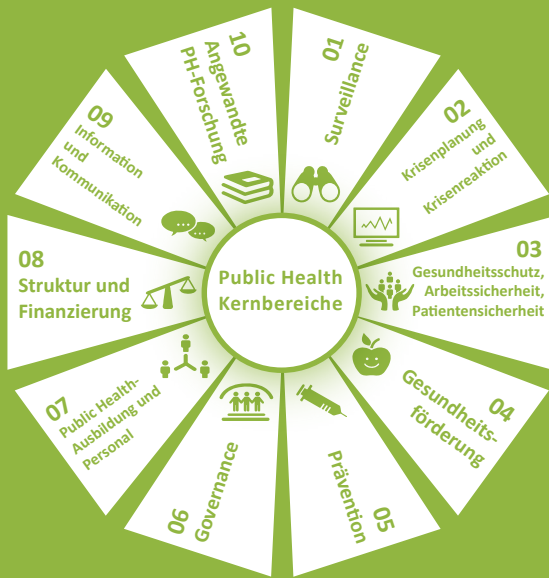 Public Health
Kernbereiche
01
Surveillance
02
Krisenplanung
und
Krisenreaktion
03
Gesundheitsschutz,
Arbeitssicherheit,
Patientensicherheit
04
Gesundheits-
förderung
05
Prävention
06
Governance
07
Public Health-
Ausbildung und
Personal
08
Struktur und
Finanzierung
09
Information
und
Kommunikation
10
Angewandte
PH-Forschung